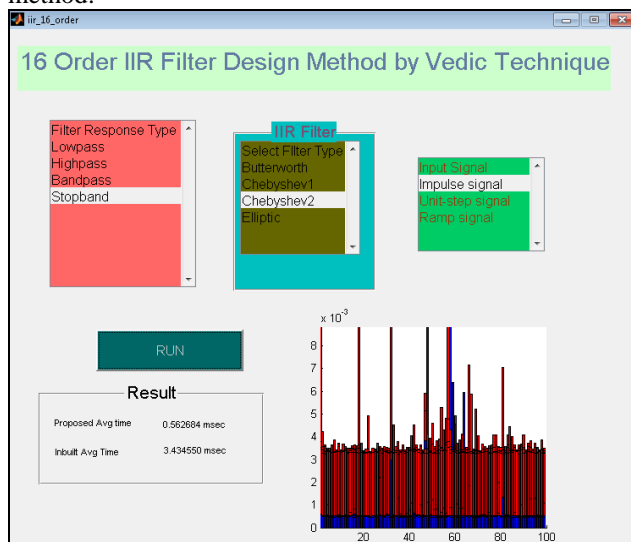 method.
iir_16_order
16 Order IIR Filter Design Method by Vedic Technique
Filter Response Type
Lowpass
Highpass
Bandpass
Stopband
IIR Filter
Select Filter Type
Butterworth
Chebyshev1
Chebyshev2
Elliptic
Input Signal
Impulse signal
Unit-step signal
Ramp signal
RUN
Result
Proposed Avg time 0.562684 msec
Inbuilt Avg Time 3.434550 msec
x 10^-3
8
7
6
5
4
3
2
1
0
20 40 60 80 100